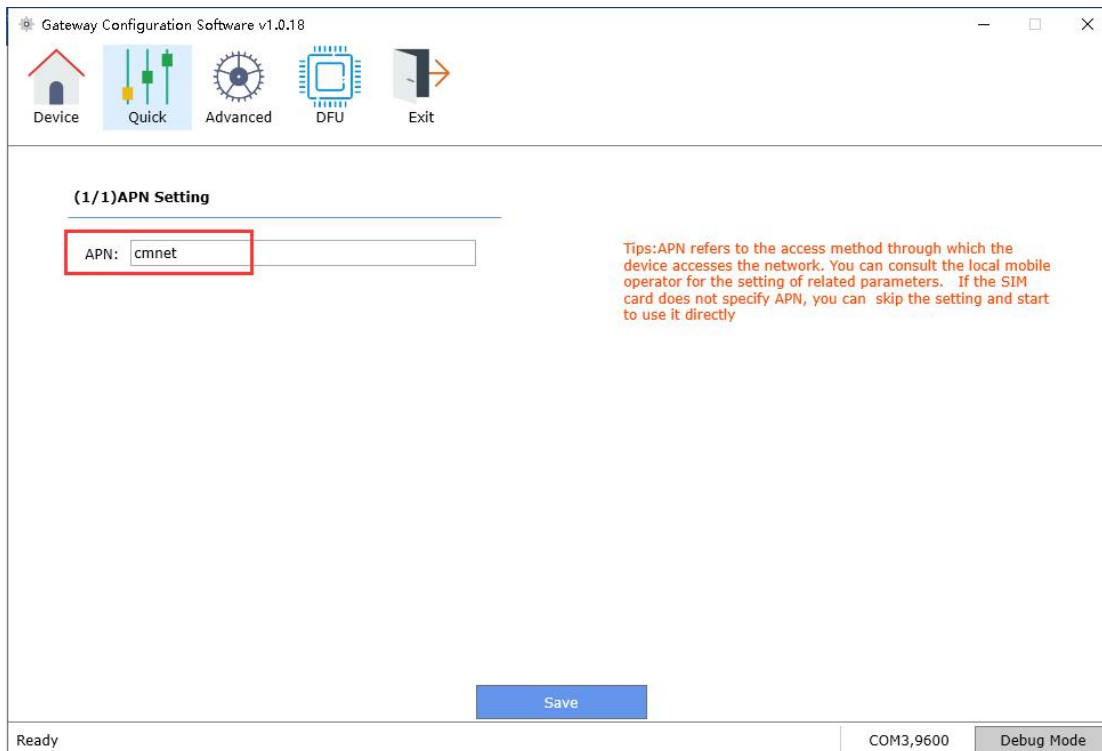 Gateway Configuration Software v1.0.18
Device Quick Advanced DFU Exit
(1/1)APN Setting
APN: cmnet
Tips:APN refers to the access method through which the
device accesses the network. You can consult the local mobile
operator for the setting of related parameters. If the SIM
card does not specify APN, you can skip the setting and start
to use it directly
Save
Ready COM3,9600 Debug Mode